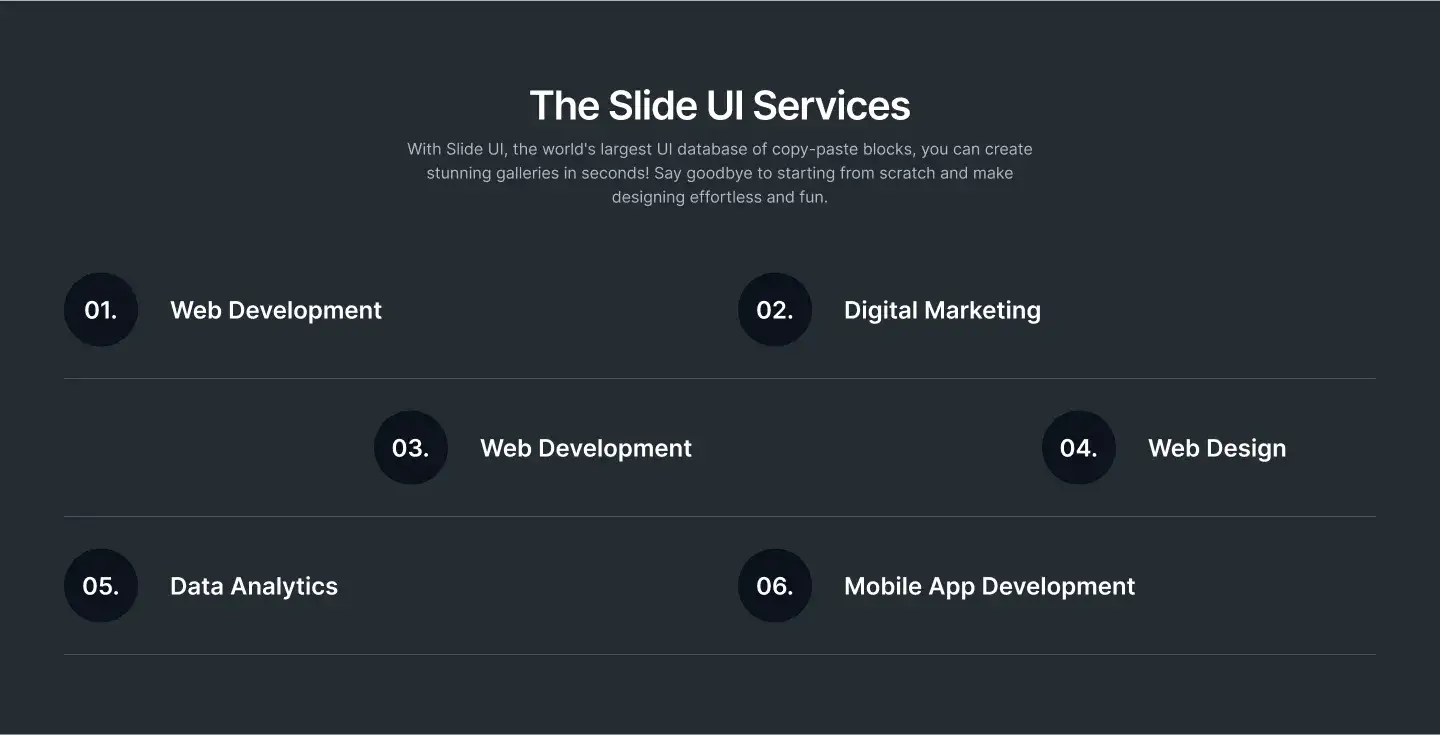 The Slide UI Services
With Slide UI, the world's largest UI database of copy-paste blocks, you can create
stunning galleries in seconds! Say goodbye to starting from scratch and make
designing effortless and fun.
01. Web Development
02. Digital Marketing
03. Web Development
04. Web Design
05. Data Analytics
06. Mobile App Development